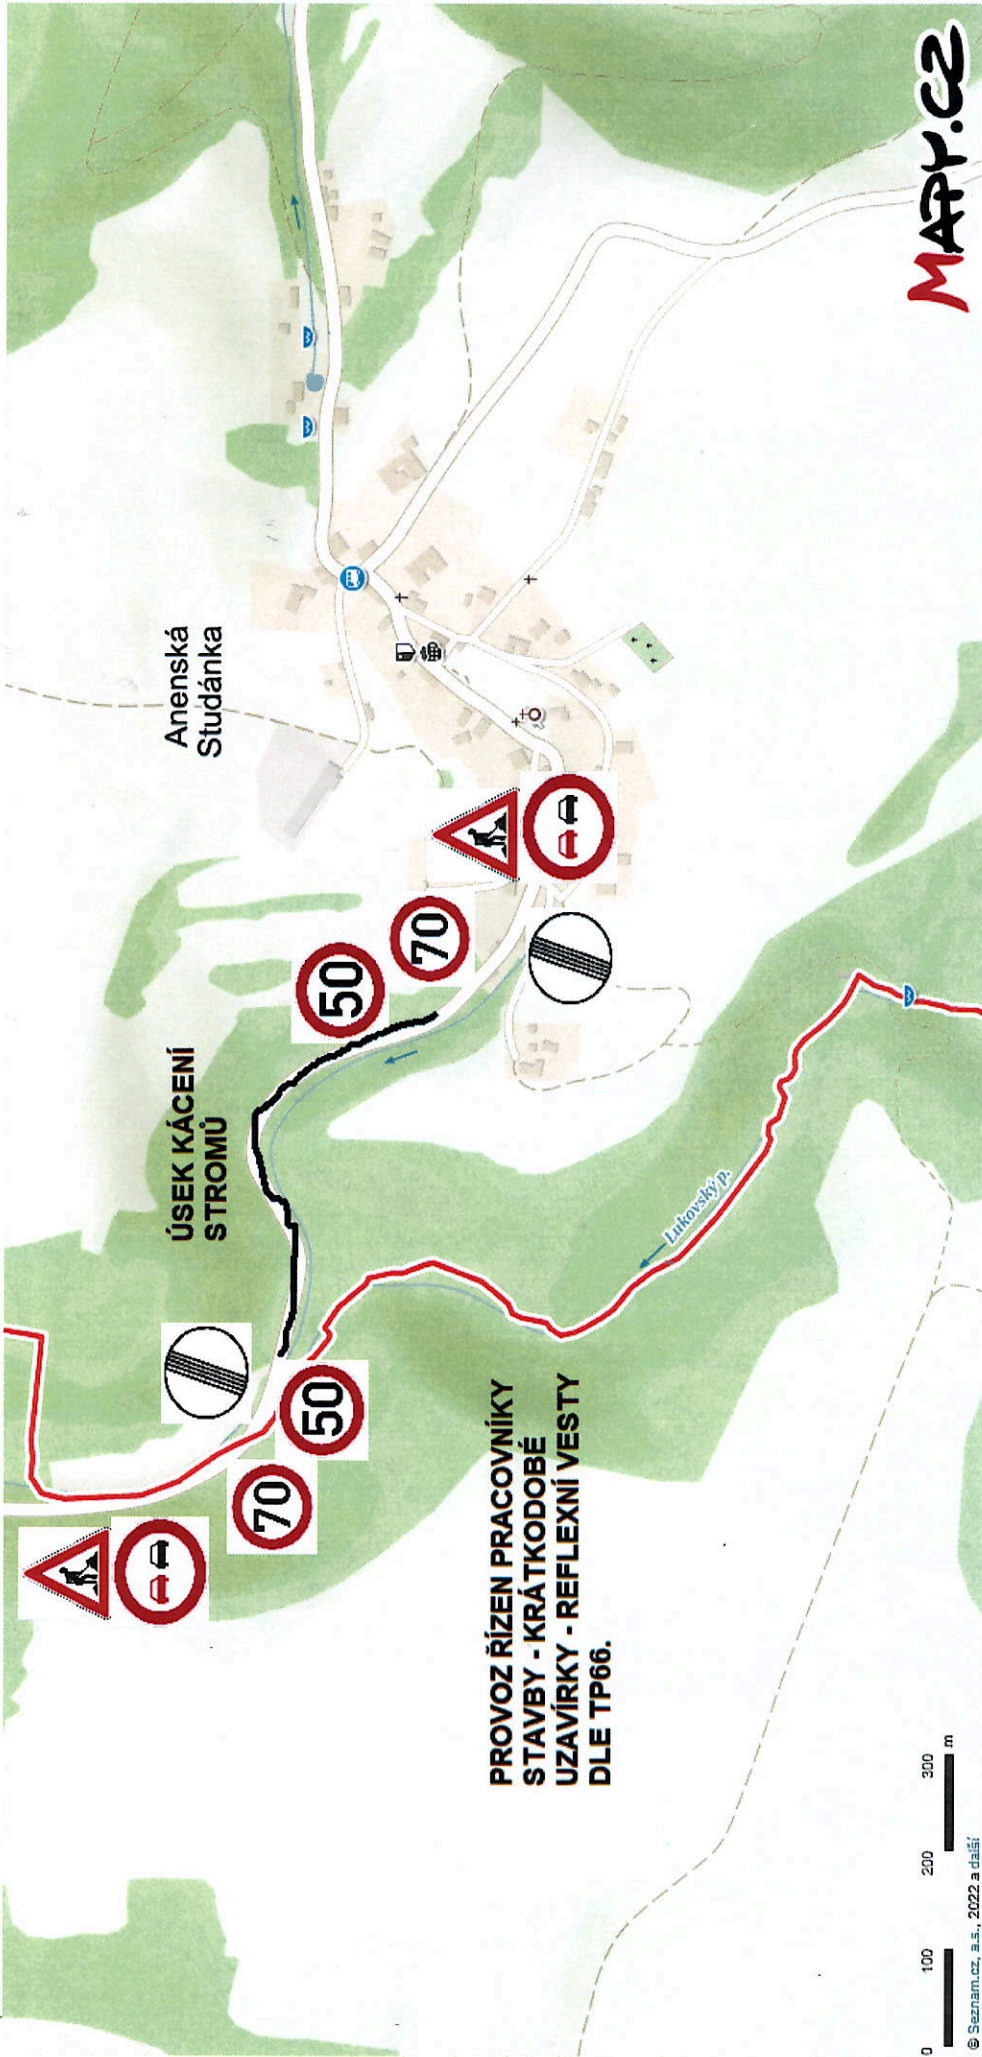 Anenská
Studánka
ÚSEK KÁCENÍ
STROMŮ
50
70
50
70
Lukovský p.
PROVOZ ŘÍZEN PRACOVNÍKY
STAVBY - KRÁTKODOBÉ
UZAVÍRKY - REFLEXNÍ VESTY
DLE TP66.
0 100 200 300 m
© Seznam.cz, a.s., 2022 a další
MAPY.CZ